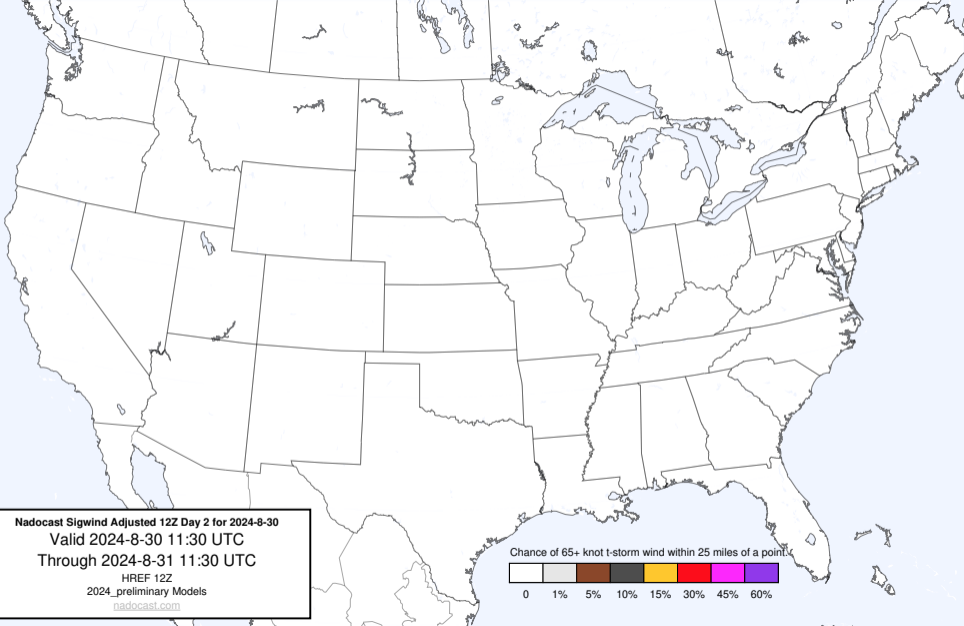 Nadocast Sigwind Adjusted 12Z Day 2 for 2024-8-30
Valid 2024-8-30 11:30 UTC
Through 2024-8-31 11:30 UTC
HREF 12Z
2024_preliminary Models
nadocast.com
Chance of 65+ knot t-storm wind within 25 miles of a point.
0 1% 5% 10% 15% 30% 45% 60%